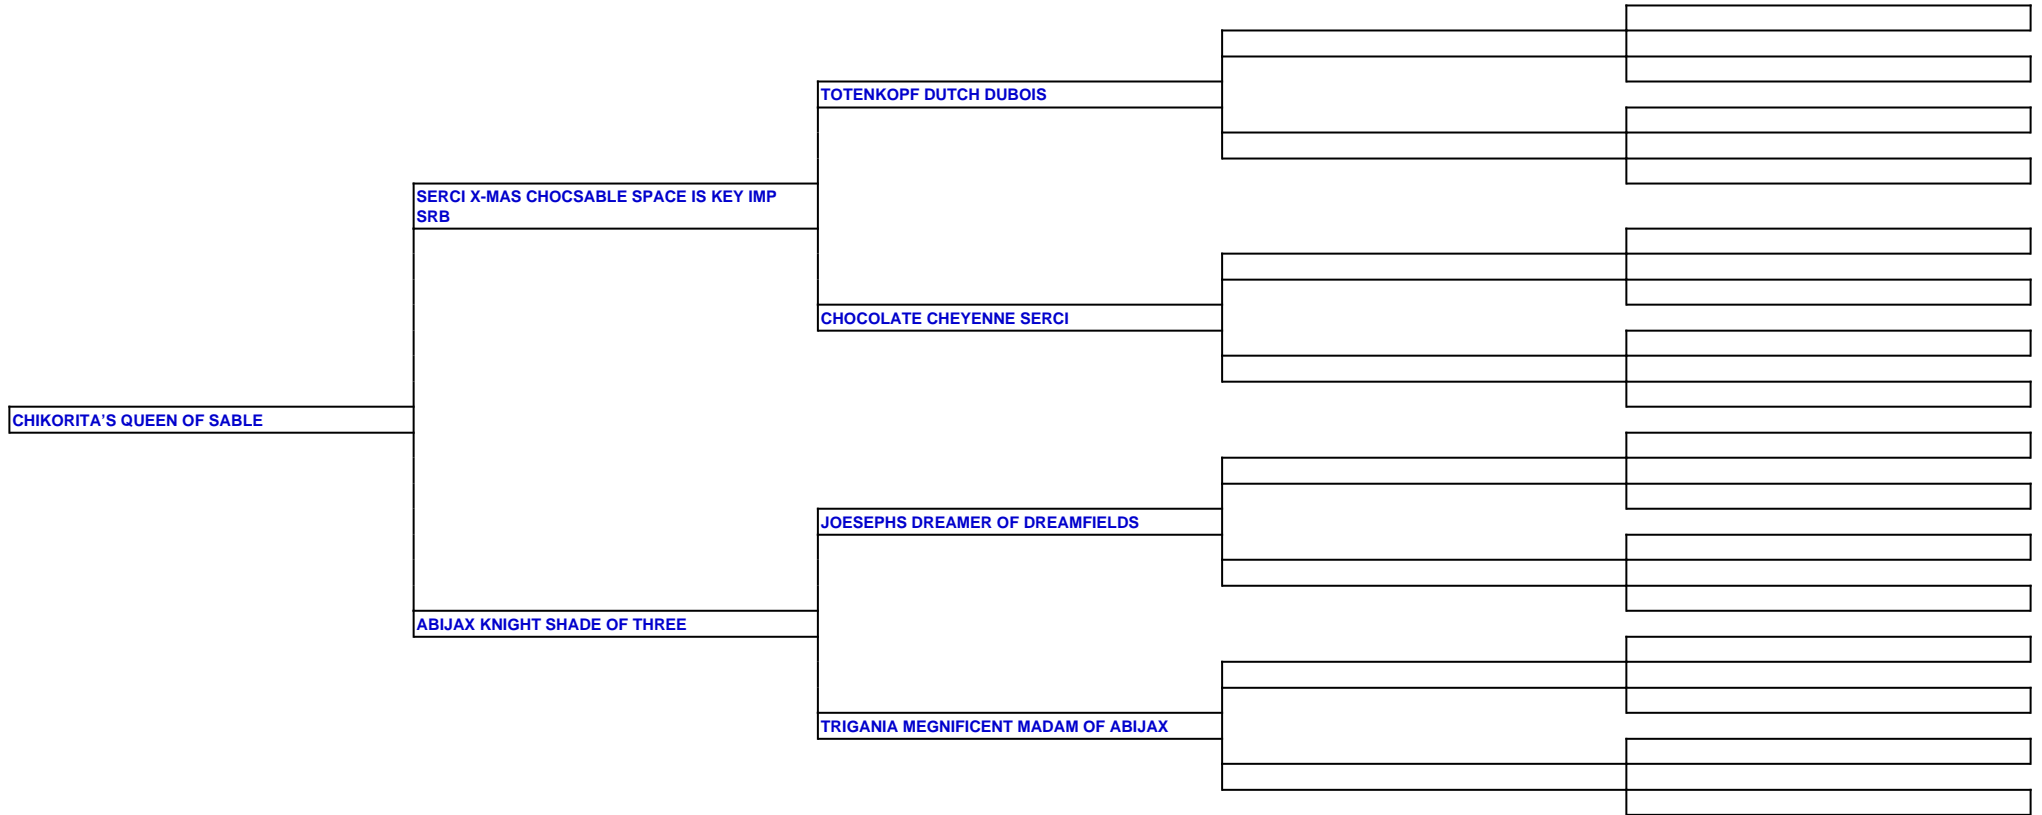 TOTENKOPF DUTCH DUBOIS
SERCI X-MAS CHOCSABLE SPACE IS KEY IMP
SRB
CHOCOLATE CHEYENNE SERCI
CHIKORITA’S QUEEN OF SABLE
JOESEPHS DREAMER OF DREAMFIELDS
ABIJAX KNIGHT SHADE OF THREE
TRIGANIA MEGNIFICENT MADAM OF ABIJAX